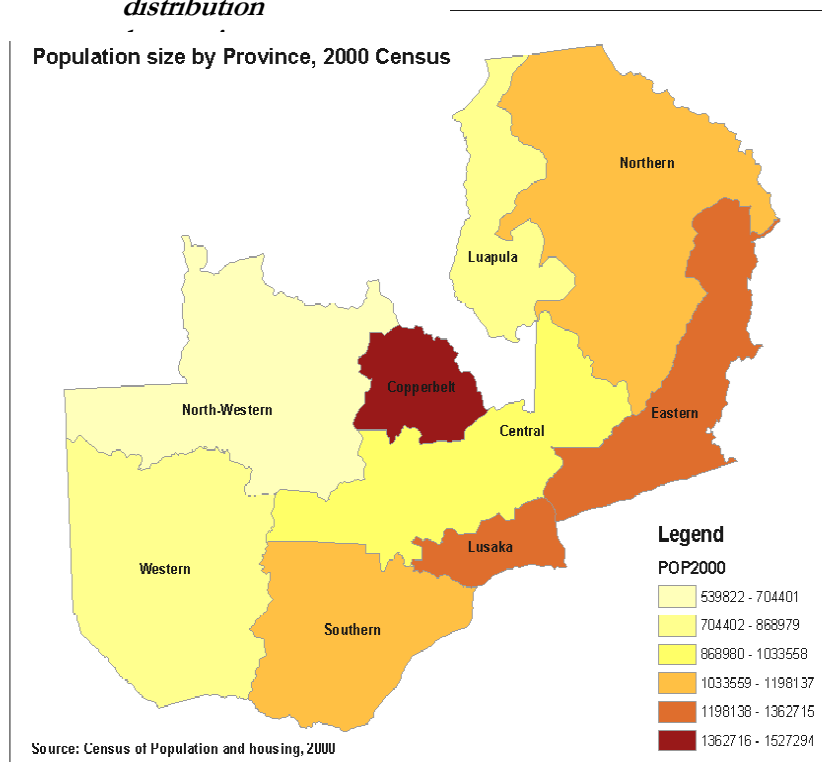 distribution
Population size by Province, 2000 Census
Northern
Luapula
Copperbelt
North-Western
Central
Eastern
Lusaka
Western
Southern
Legend
POP2000
539822 - 704401
704402 - 868979
868980 - 1033558
1033559 - 1198137
1198138 - 1362715
1362716 - 1527294
Source: Census of Population and housing, 2000